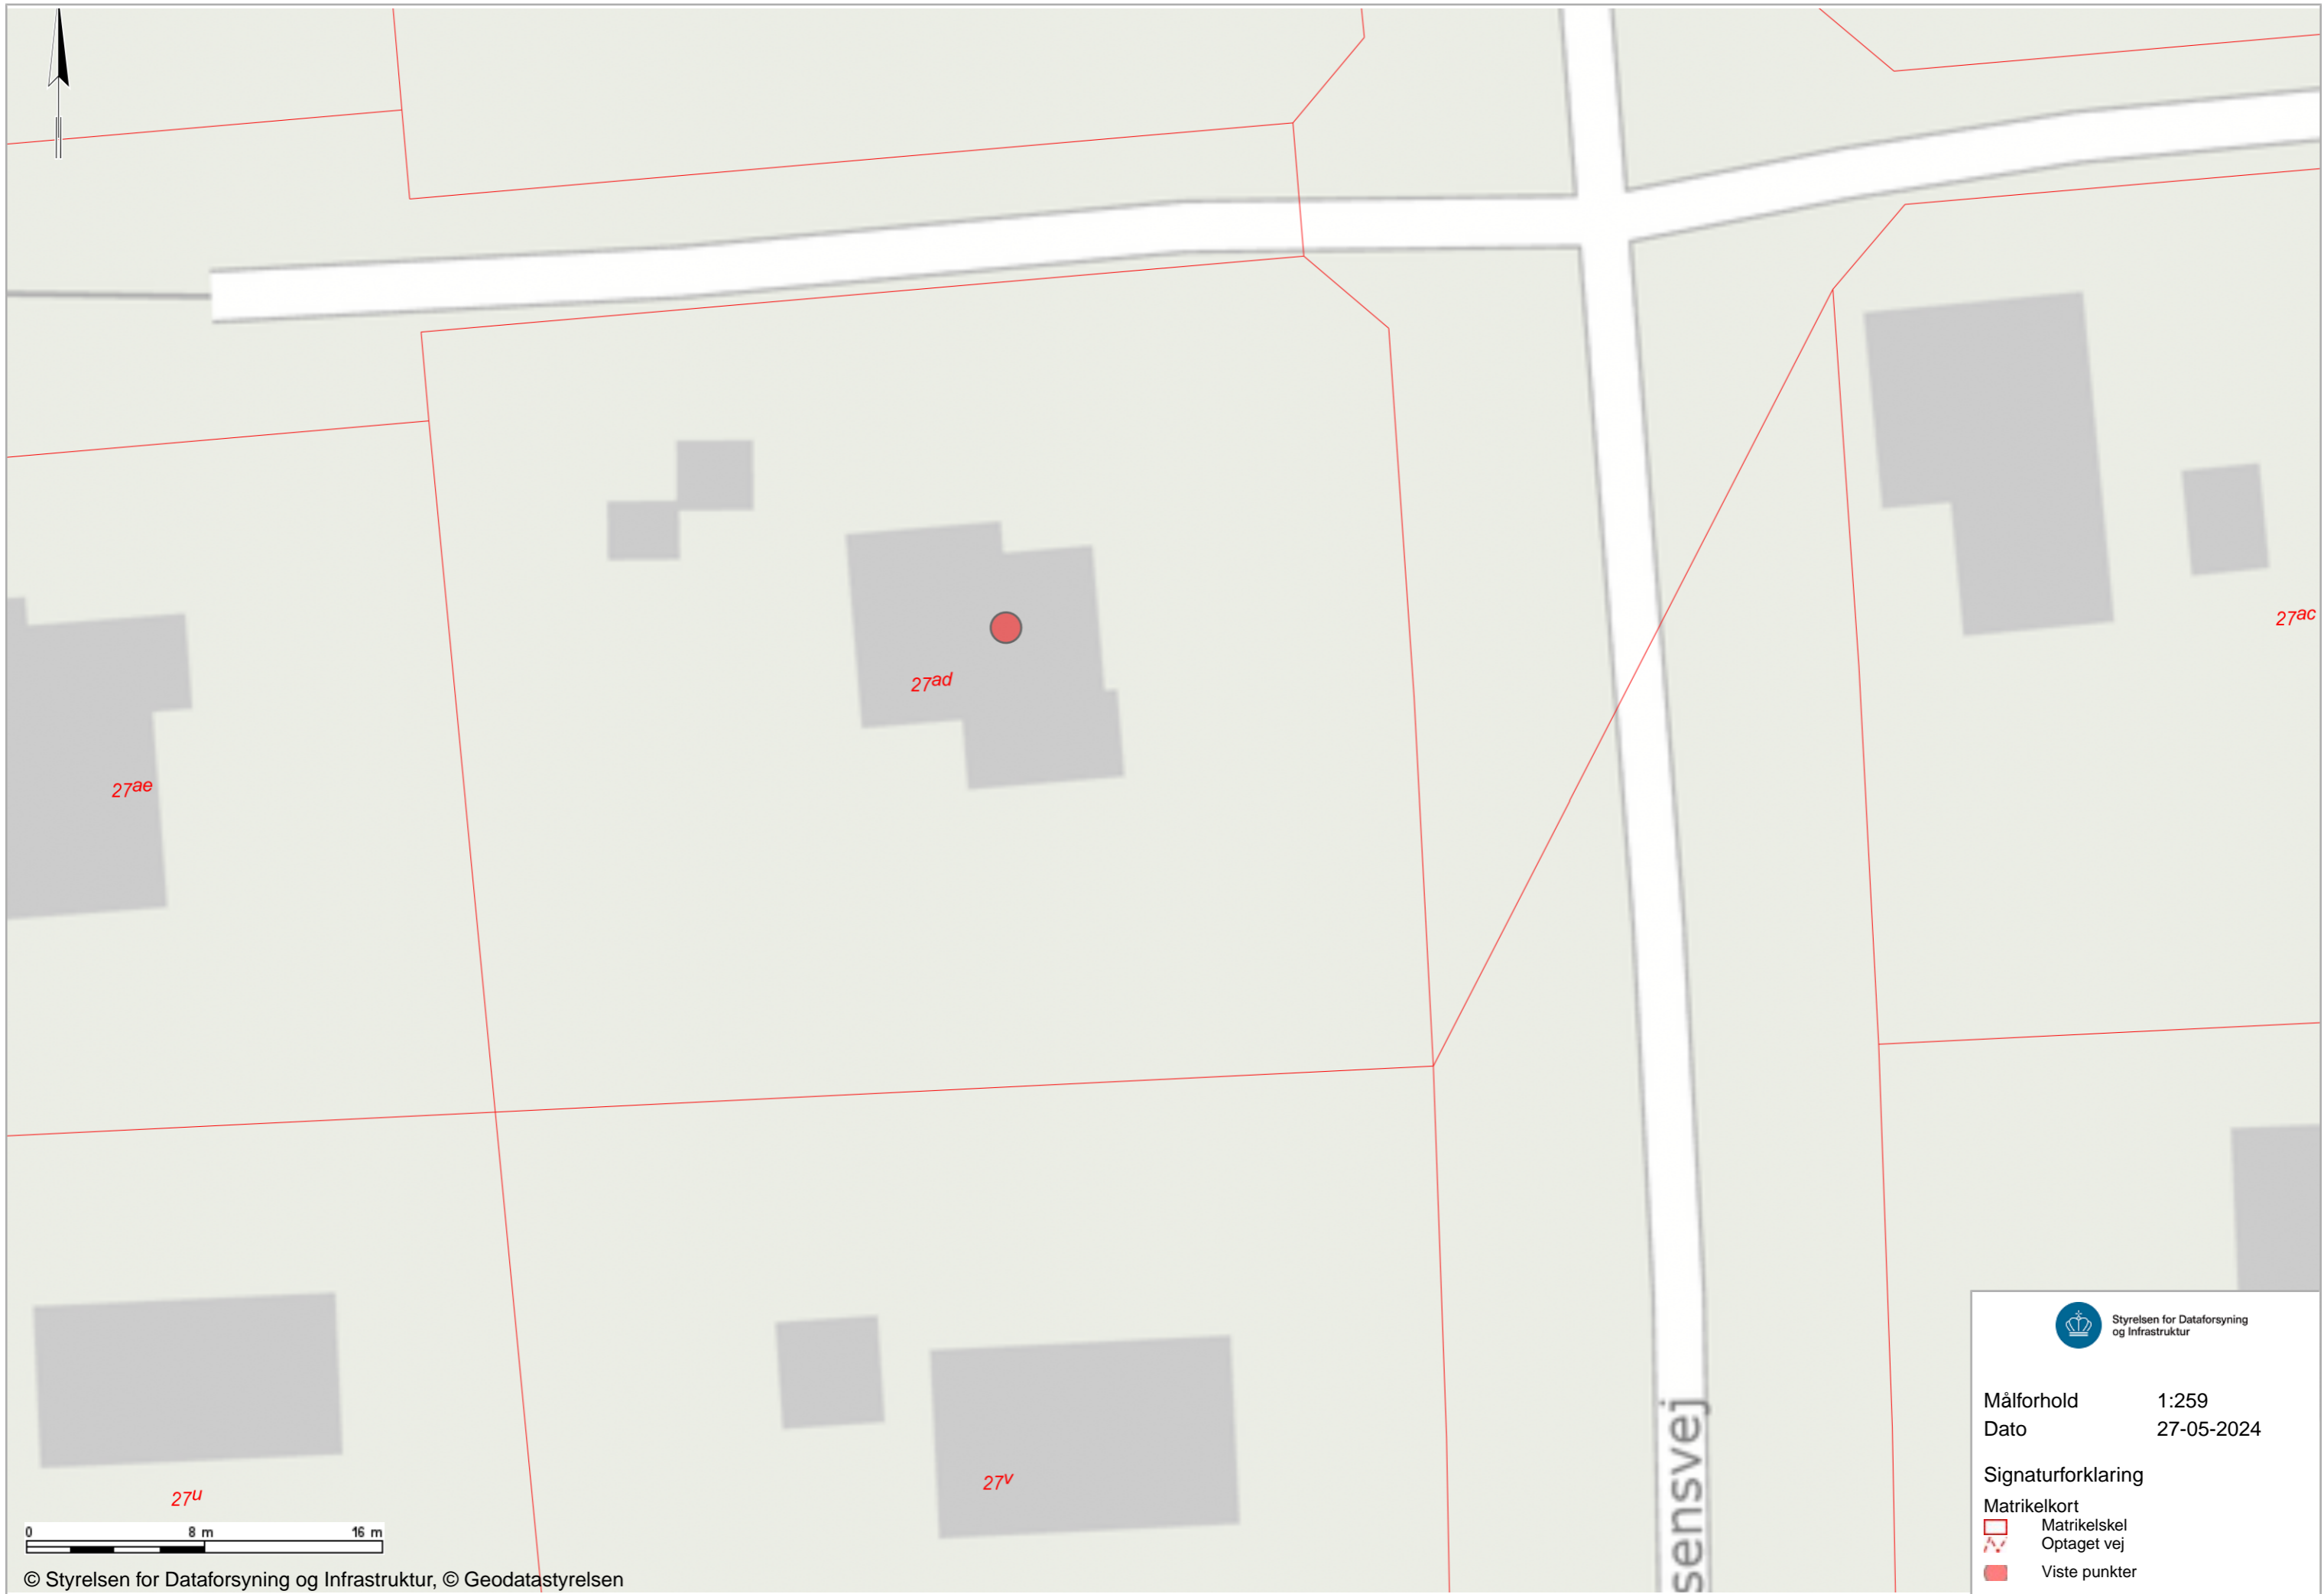 27ac
27ad
27ae
27u
27v
sensvej
0 8 m 16 m
© Styrelsen for Dataforsyning og Infrastruktur, © Geodatastyrelsen
Styrelsen for Dataforsyning
og Infrastruktur
Målforhold 1:259
Dato 27-05-2024
Signaturforklaring
Matrikelkort
Matrikelskel
Optaget vej
Viste punkter